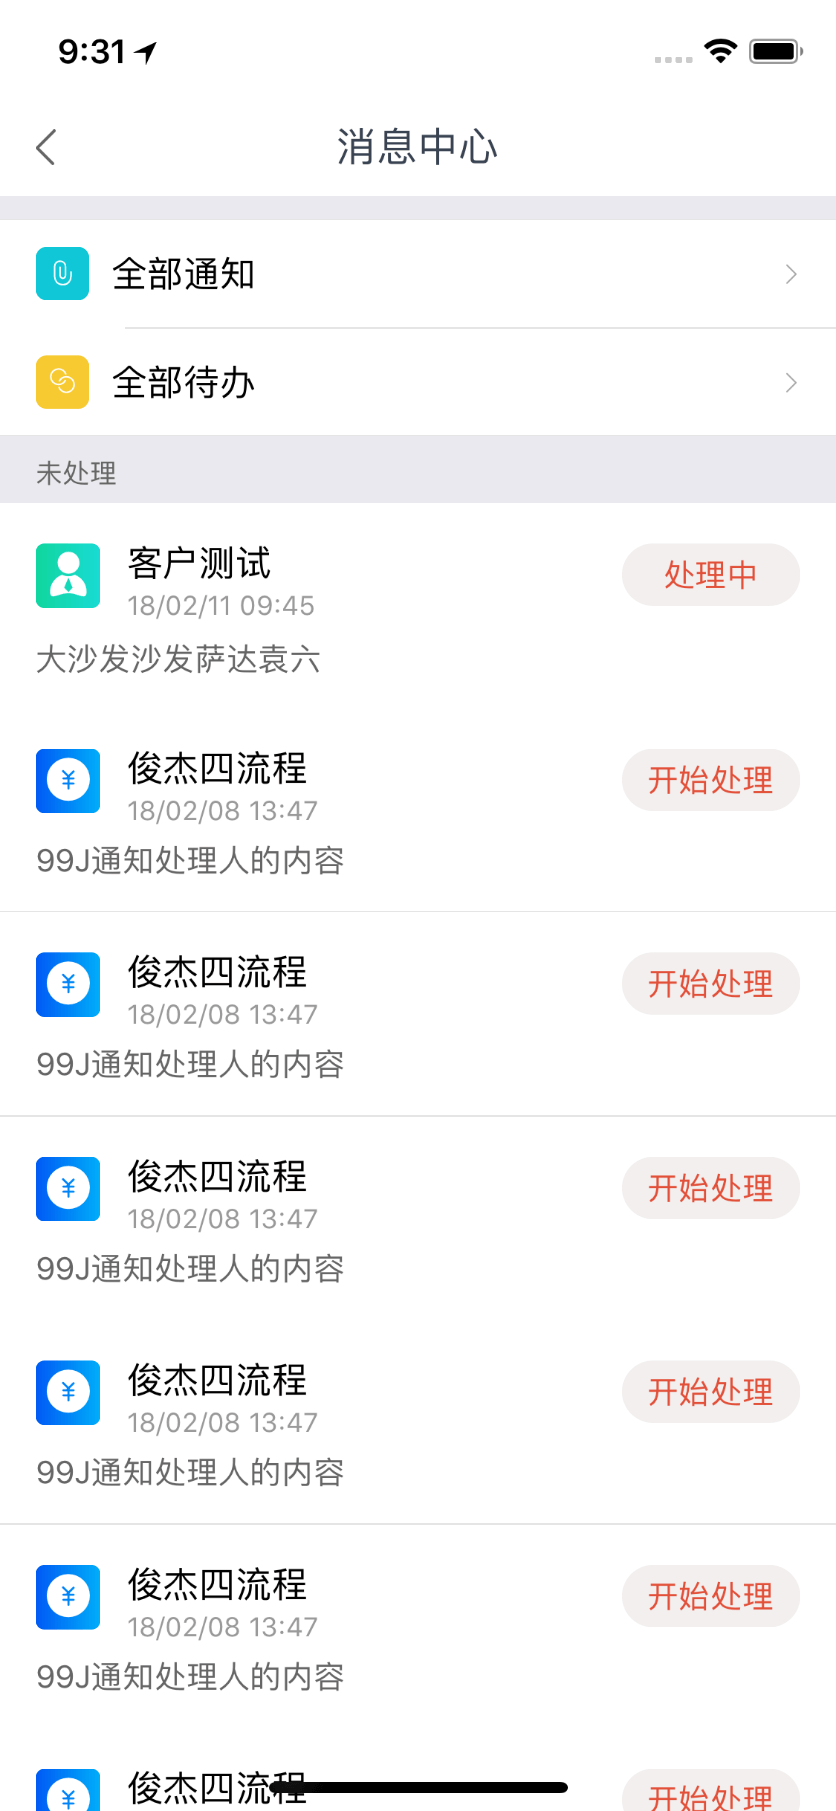 9:31
消息中心
全部通知
全部待办
未处理
客户测试
处理中
18/02/11 09:45
大沙发沙发萨达袁六
俊杰四流程
开始处理
18/02/08 13:47
99J通知处理人的内容
俊杰四流程
开始处理
18/02/08 13:47
99J通知处理人的内容
俊杰四流程
开始处理
18/02/08 13:47
99J通知处理人的内容
俊杰四流程
开始处理
18/02/08 13:47
99J通知处理人的内容
俊杰四流程
开始处理
18/02/08 13:47
99J通知处理人的内容
俊杰四流程
开始处理